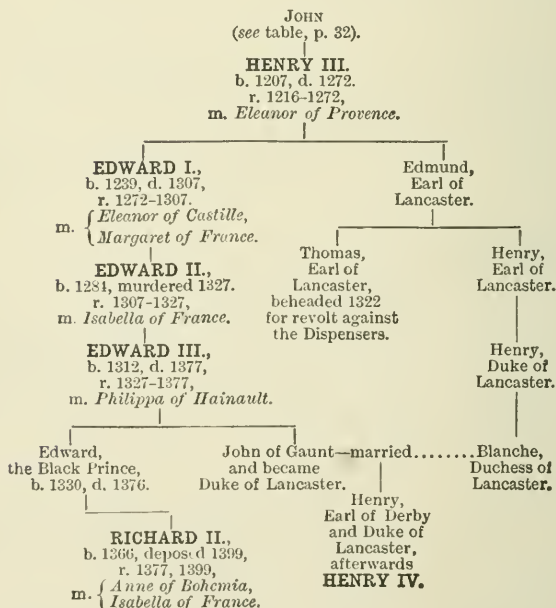 JOHN
(see table, p. 32).
HENRY III.
b. 1207, d. 1272.
r. 1216–1272,
m. Eleanor of Provence.
EDWARD I.,
b. 1239, d. 1307,
r. 1272–1307.
m. { Eleanor of Castille,
Margaret of France.
Edmund,
Earl of
Lancaster.
EDWARD II.,
b. 1284, murdered 1327.
r. 1307–1327,
m. Isabella of France.
Thomas,
Earl of
Lancaster,
beheaded 1322
for revolt against
the Dispensers.
Henry,
Earl of
Lancaster.
EDWARD III.,
b. 1312, d. 1377,
r. 1327–1377,
m. Philippa of Hainault.
Henry,
Duke of
Lancaster.
Edward,
the Black Prince,
b. 1330, d. 1376.
John of Gaunt—married........Blanche,
and became
Duke of Lancaster.
Duchess of
Lancaster.
Henry,
Earl of Derby
and Duke of
Lancaster,
afterwards
HENRY IV.
RICHARD II.,
b. 1366, deposed 1399,
r. 1377, 1399,
m. { Anne of Bohemia,
Isabella of France.